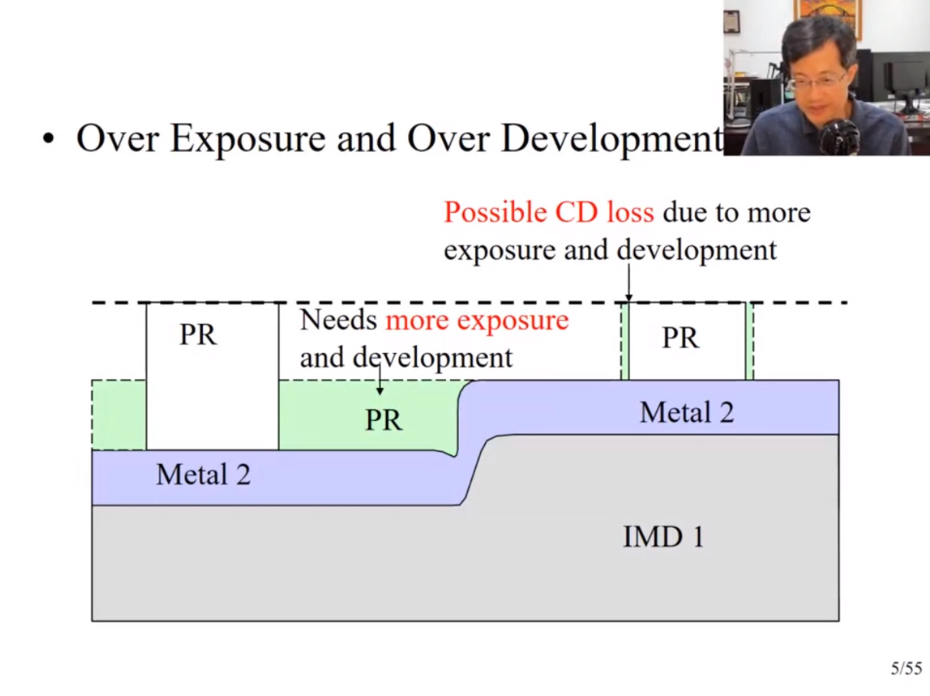 • Over Exposure and Over Development
Possible CD loss due to more
exposure and development
PR
Needs more exposure
and development
PR
PR
Metal 2
Metal 2
IMD 1
5/55